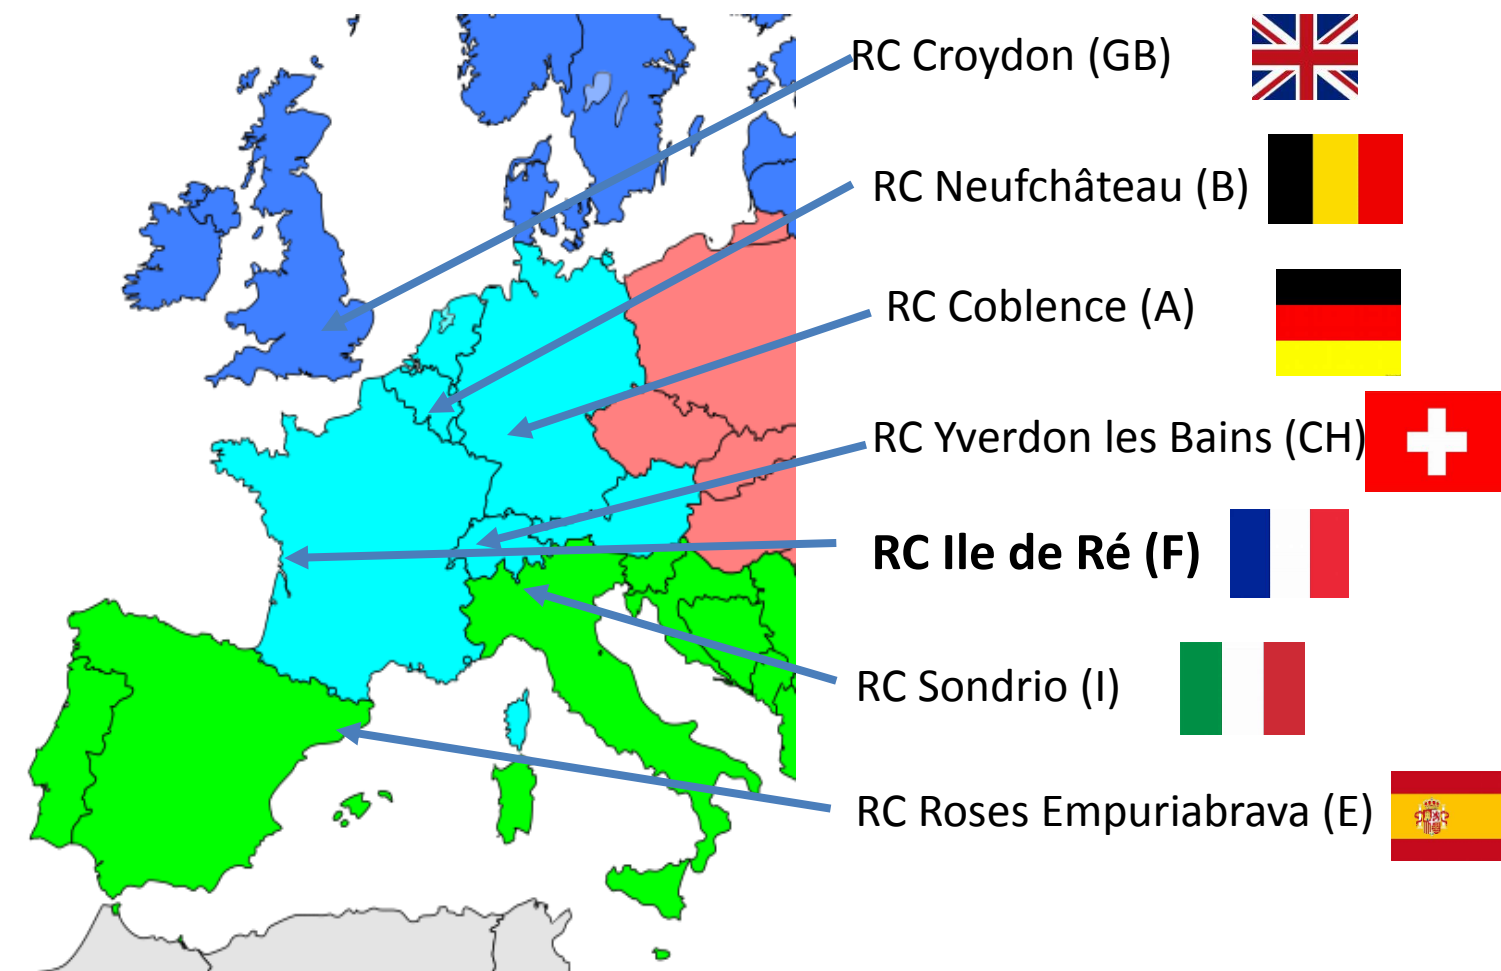 RC Croydon (GB)
RC Neufchâteau (B)
RC Coblence (A)
RC Yverdon les Bains (CH)
RC Ile de Ré (F)
RC Sondrio (I)
RC Roses Empuriabrava (E)